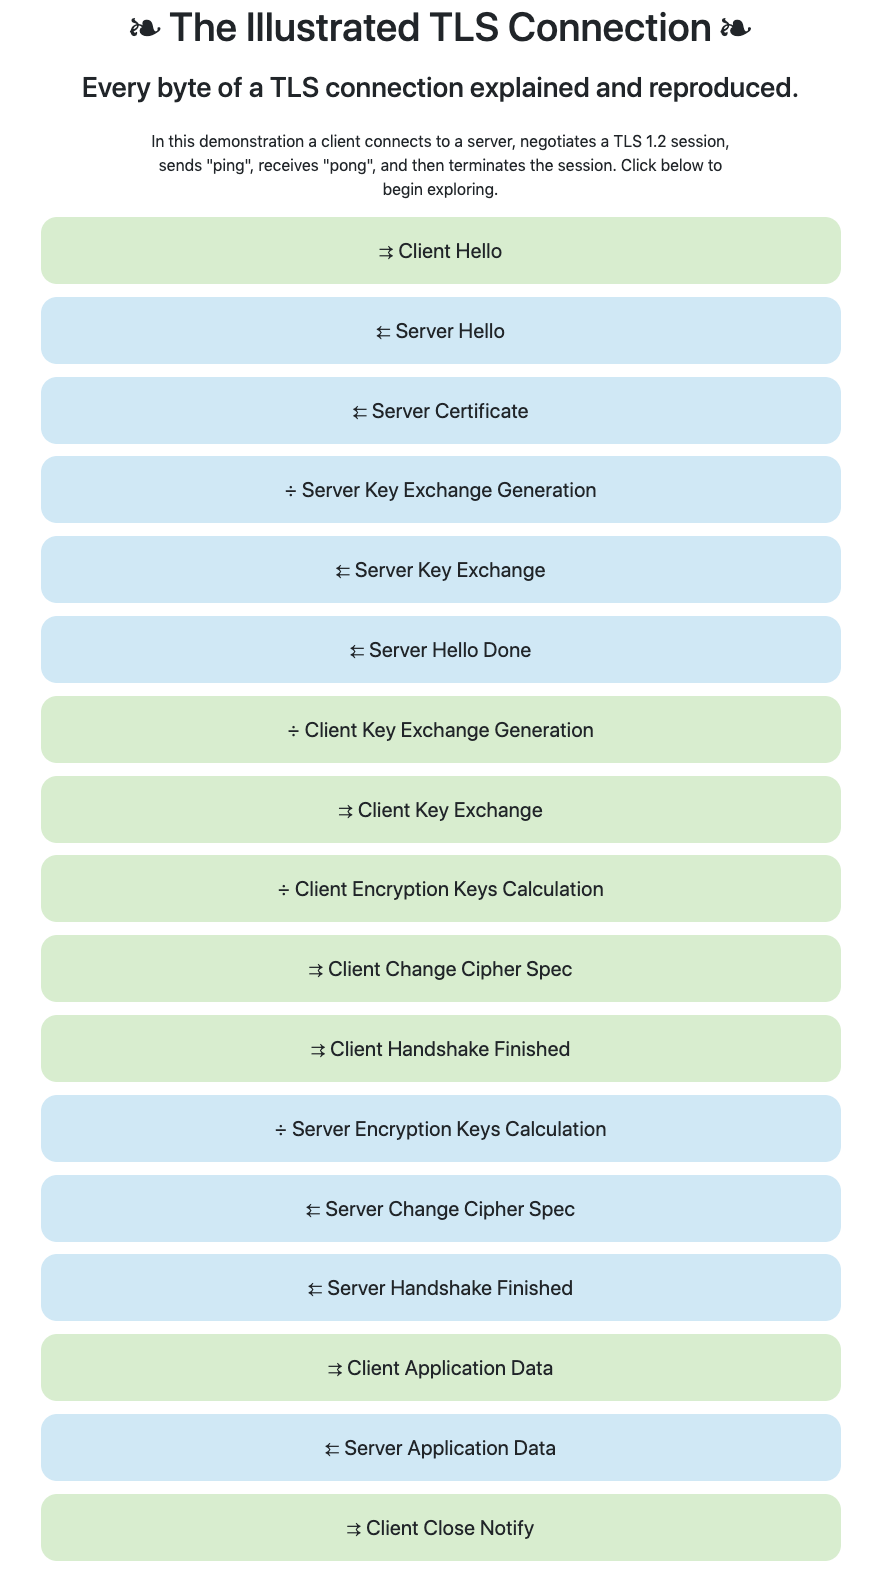 ❧ The Illustrated TLS Connection ❧
Every byte of a TLS connection explained and reproduced.
In this demonstration a client connects to a server, negotiates a TLS 1.2 session,
sends "ping", receives "pong", and then terminates the session. Click below to
begin exploring.
⇉ Client Hello
⇇ Server Hello
⇇ Server Certificate
÷ Server Key Exchange Generation
⇇ Server Key Exchange
⇇ Server Hello Done
÷ Client Key Exchange Generation
⇉ Client Key Exchange
÷ Client Encryption Keys Calculation
⇉ Client Change Cipher Spec
⇉ Client Handshake Finished
÷ Server Encryption Keys Calculation
⇇ Server Change Cipher Spec
⇇ Server Handshake Finished
⇉ Client Application Data
⇇ Server Application Data
⇉ Client Close Notify